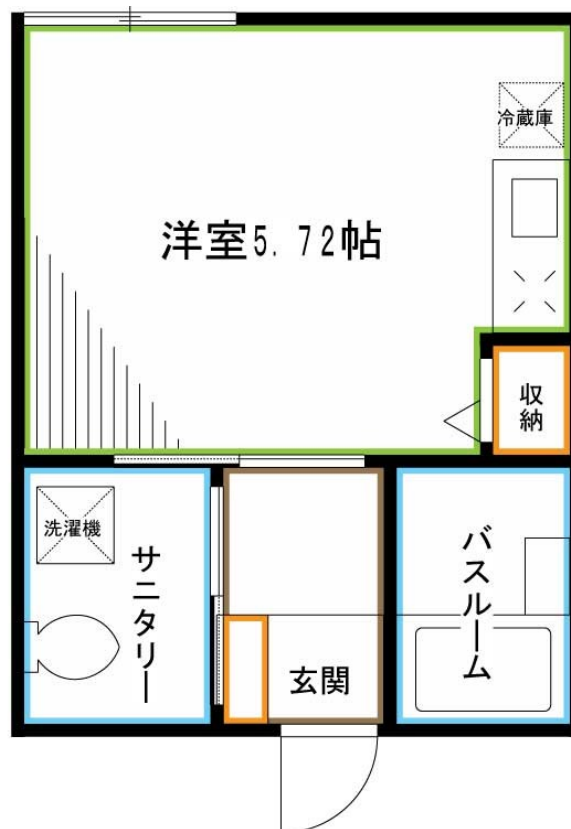 冷蔵庫
洋室5.72帖
収納
洗濯機
サニタリー
バスルーム
玄関